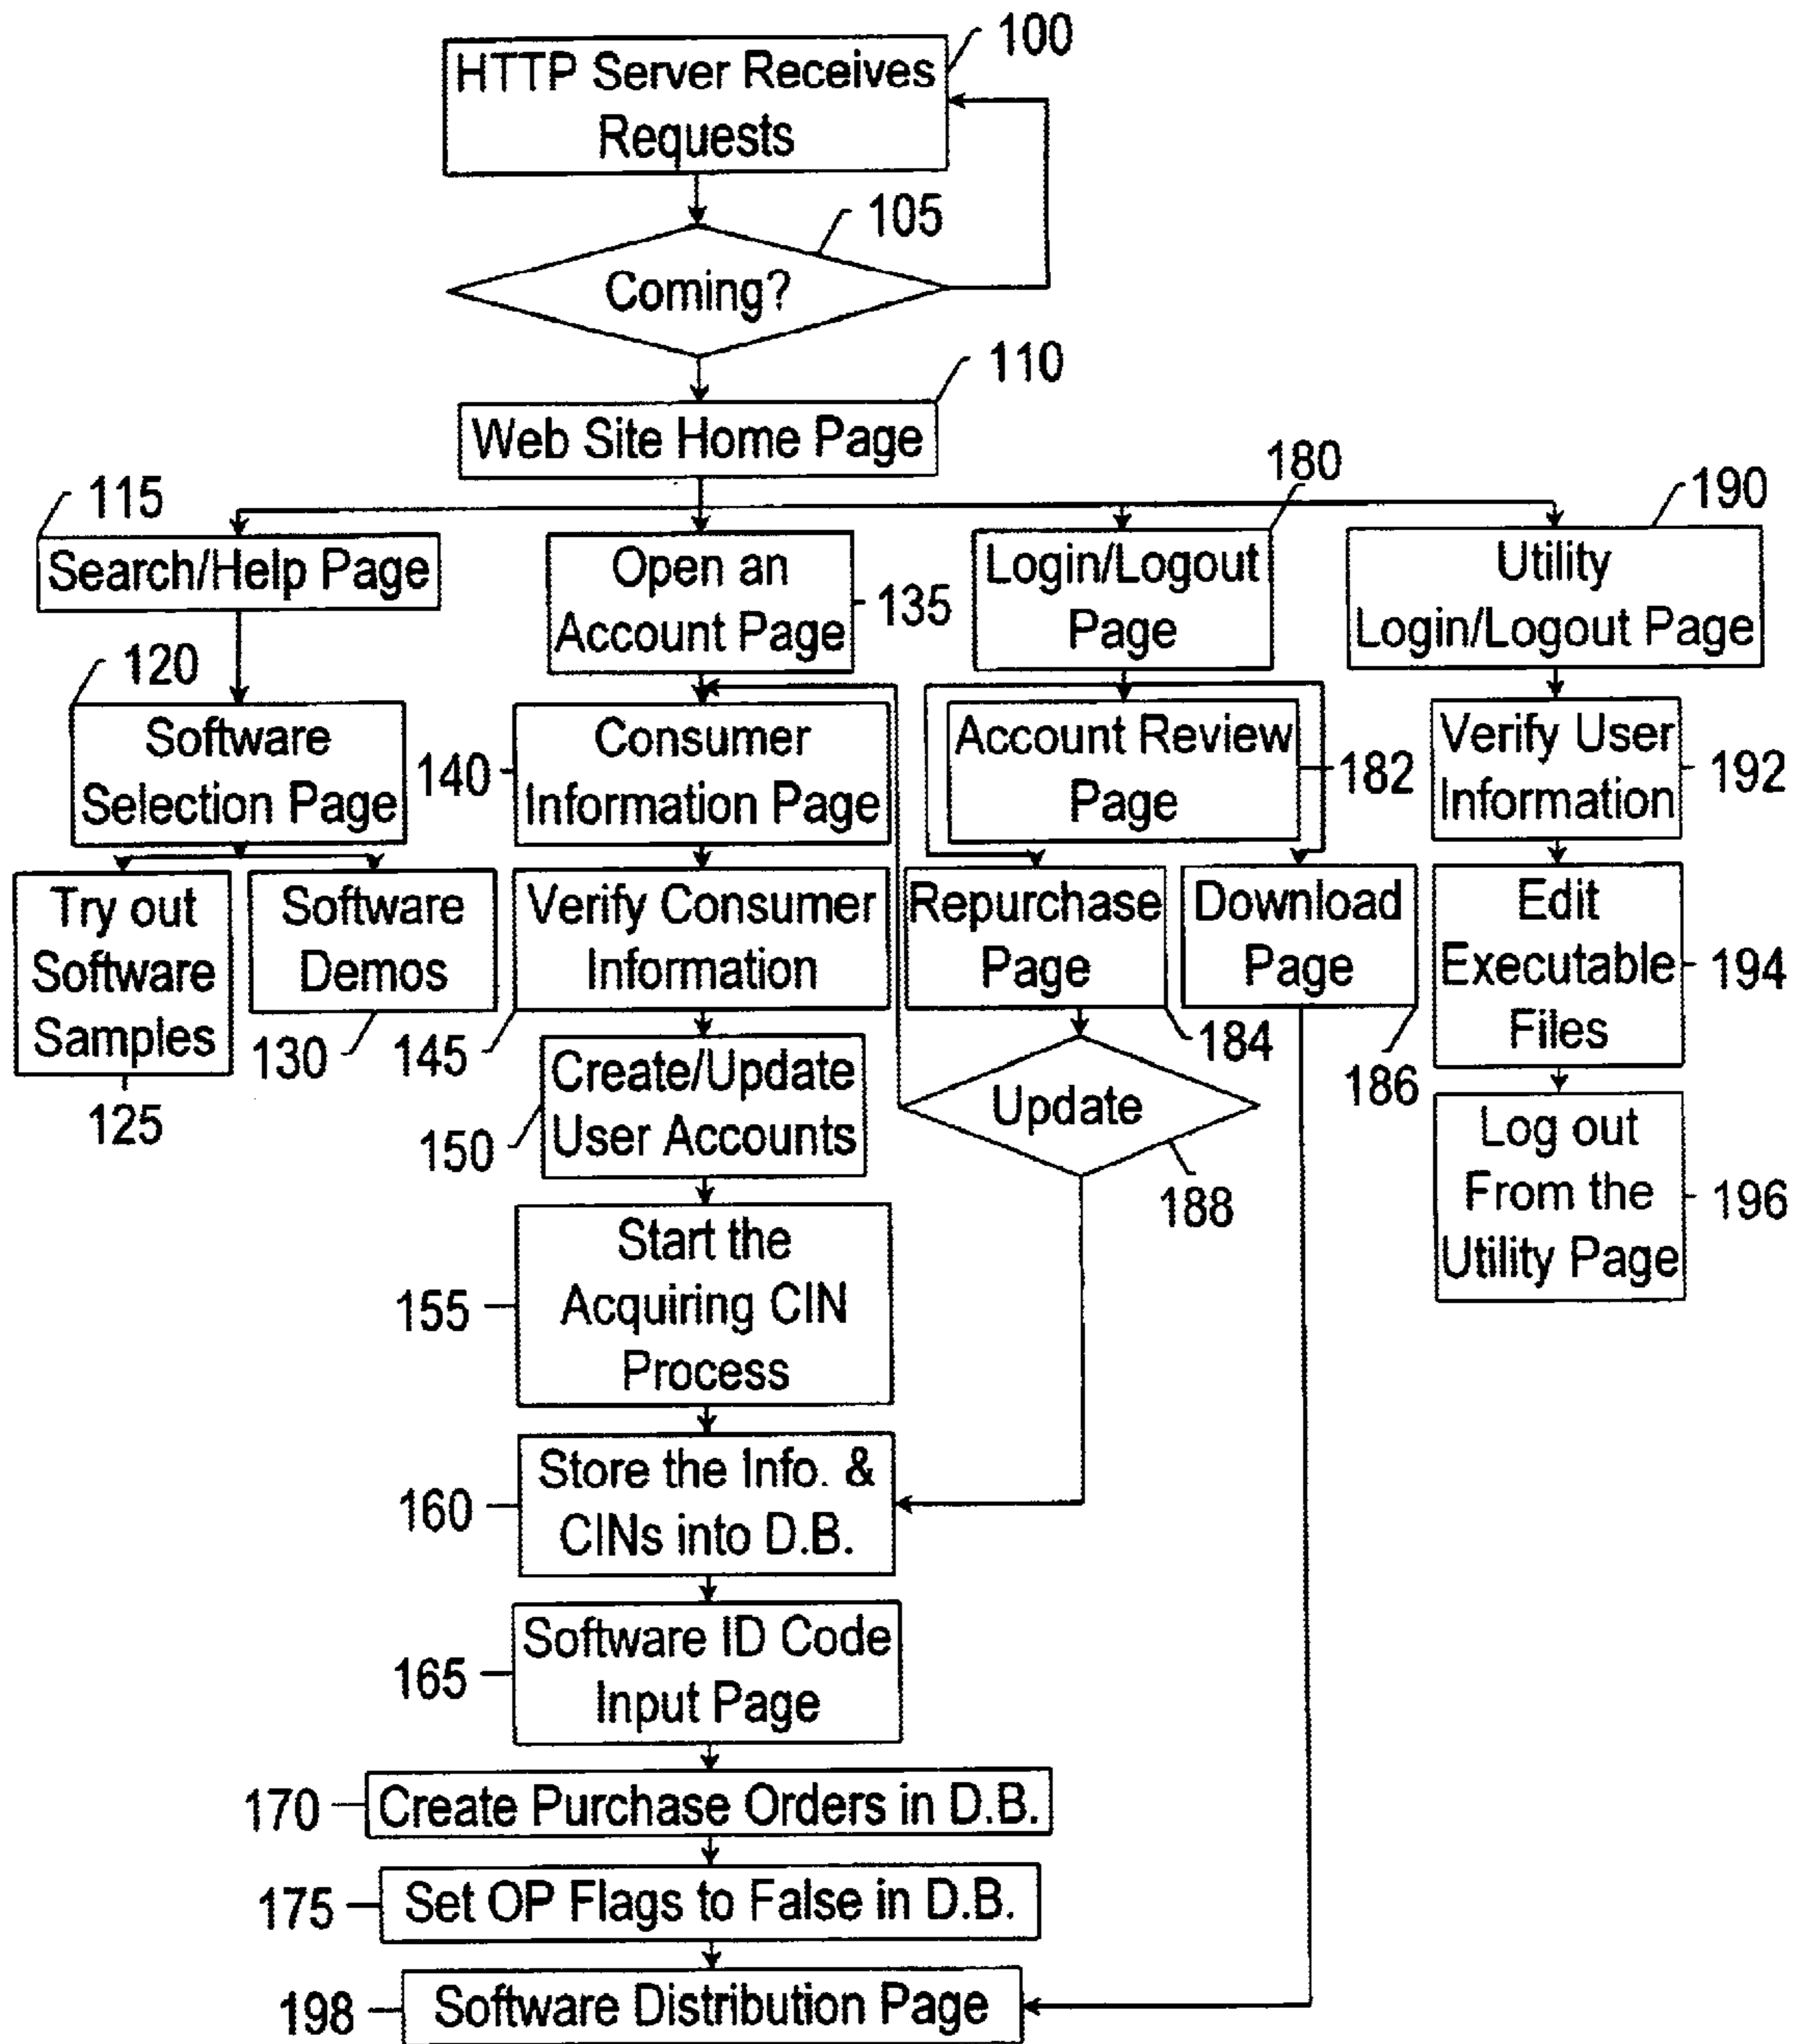 100
HTTP Server Receives
Requests
105
Coming?
110
Web Site Home Page
115
Search/Help Page
Open an
Account Page
135
180
Login/Logout
Page
190
Utility
Login/Logout Page
120
Software
Selection Page
140
Consumer
Information Page
Account Review
Page
182
Verify User
Information
192
Try out
Software
Samples
125
Software
Demos
130
Verify Consumer
Information
145
Repurchase
Page
184
Download
Page
186
Edit
Executable
Files
194
Create/Update
User Accounts
150
Update
188
Log out
From the
Utility Page
196
Start the
Acquiring CIN
Process
155
Store the Info. &
CINs into D.B.
160
Software ID Code
Input Page
165
170
Create Purchase Orders in D.B.
175
Set OP Flags to False in D.B.
198
Software Distribution Page